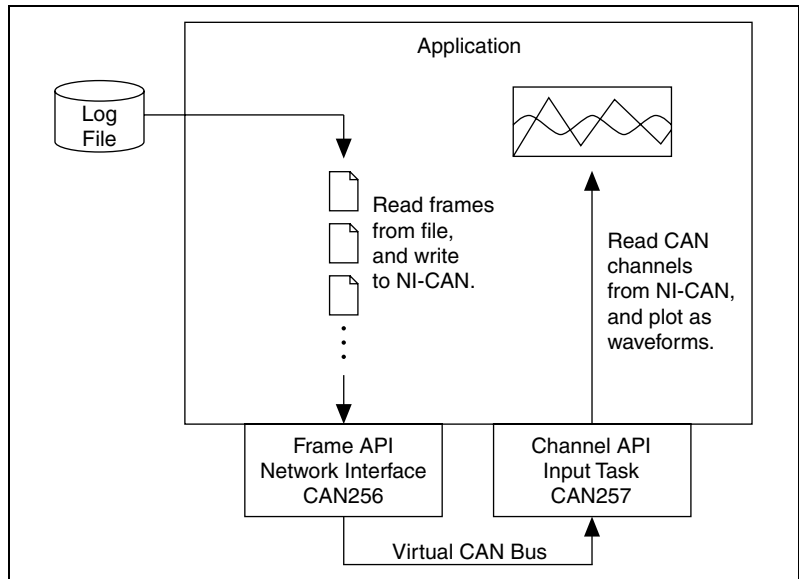 Application
Log
File
Read frames
from file,
and write
to NI-CAN.
Read CAN
channels
from NI-CAN,
and plot as
waveforms.
Frame API
Network Interface
CAN256
Channel API
Input Task
CAN257
Virtual CAN Bus